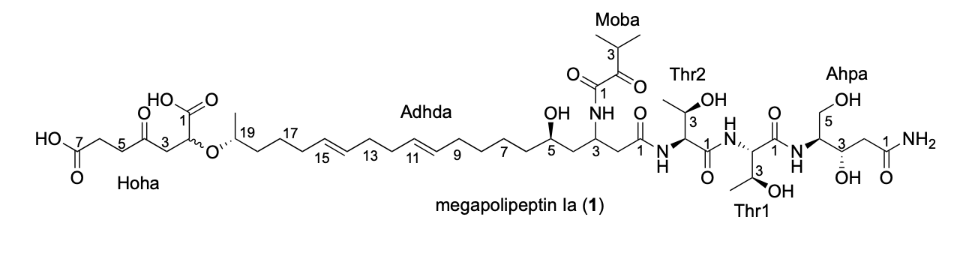 Moba
3
O
1
O
NH
Thr2
OH
3
Ahpa
OH
5
HO
O
1
Adhda
OH
HO
7
O
5
O
3
O
19
17
15
13
11
9
7
5
3
O
1
N
H
1
O
H
N
O
1
N
H
3
OH
1
NH2
O
3
OH
Thr1
Hoha
megapolipeptin Ia (1)